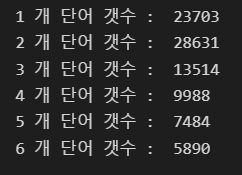 1 개 단어 갯수 :  23703
2 개 단어 갯수 :  28631
3 개 단어 갯수 :  13514
4 개 단어 갯수 :  9988
5 개 단어 갯수 :  7484
6 개 단어 갯수 :  5890